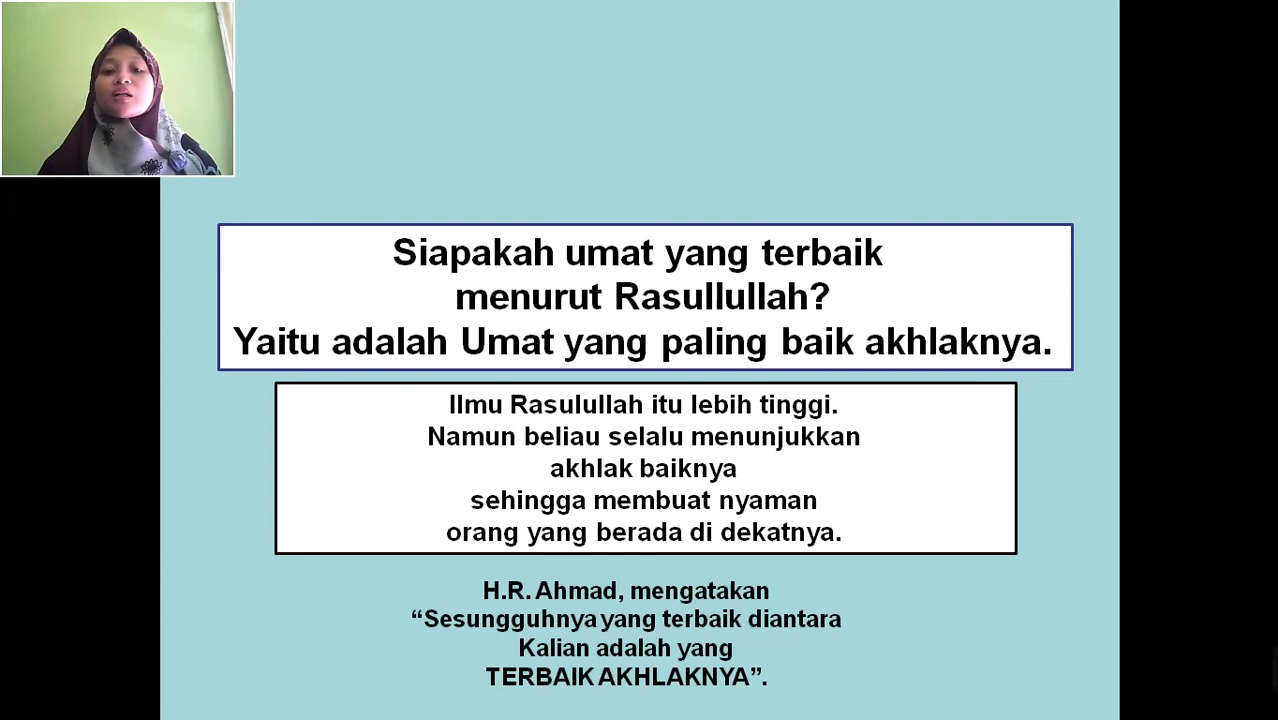 Siapakah umat yang terbaik
menurut Rasullullah?
Yaitu adalah Umat yang paling baik akhlaknya.
Ilmu Rasulullah itu lebih tinggi.
Namun beliau selalu menunjukkan
akhlak baiknya
sehingga membuat nyaman
orang yang berada di dekatnya.
H.R. Ahmad, mengatakan
“Sesungguhnya yang terbaik diantara
Kalian adalah yang
TERBAIK AKHLAKNYA”.